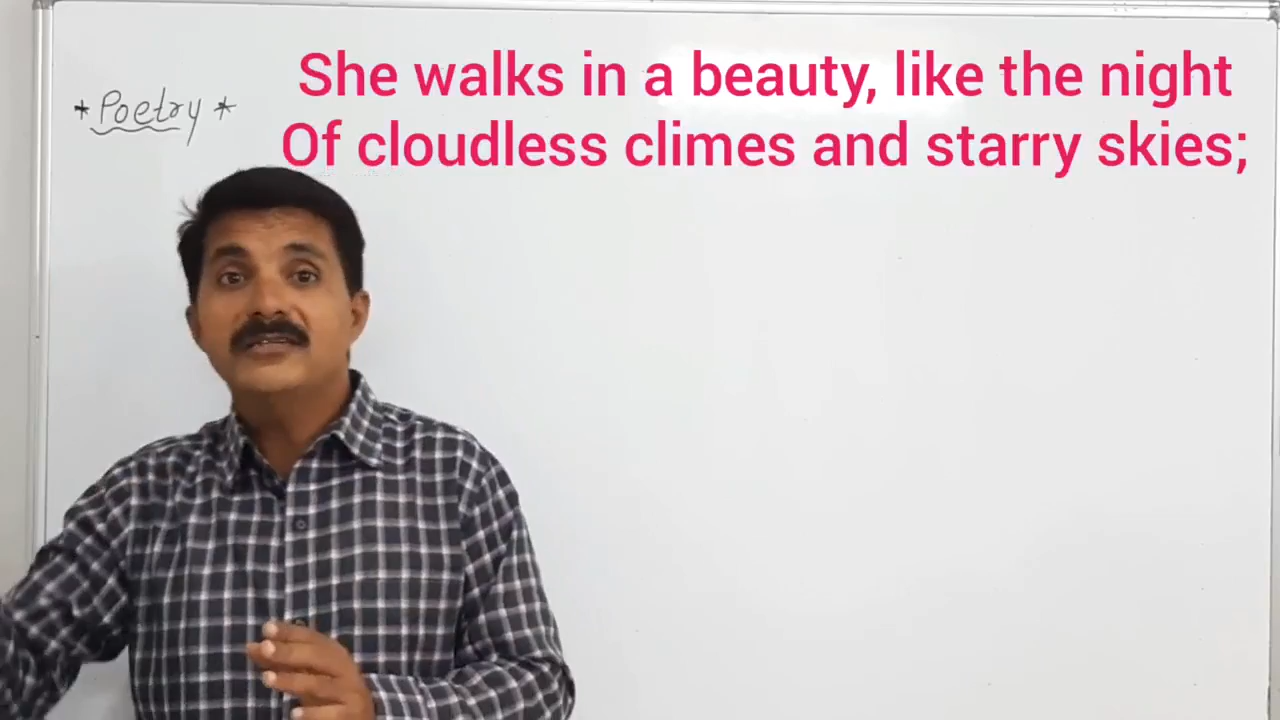 *Poetry*
She walks in a beauty, like the night
Of cloudless climes and starry skies;